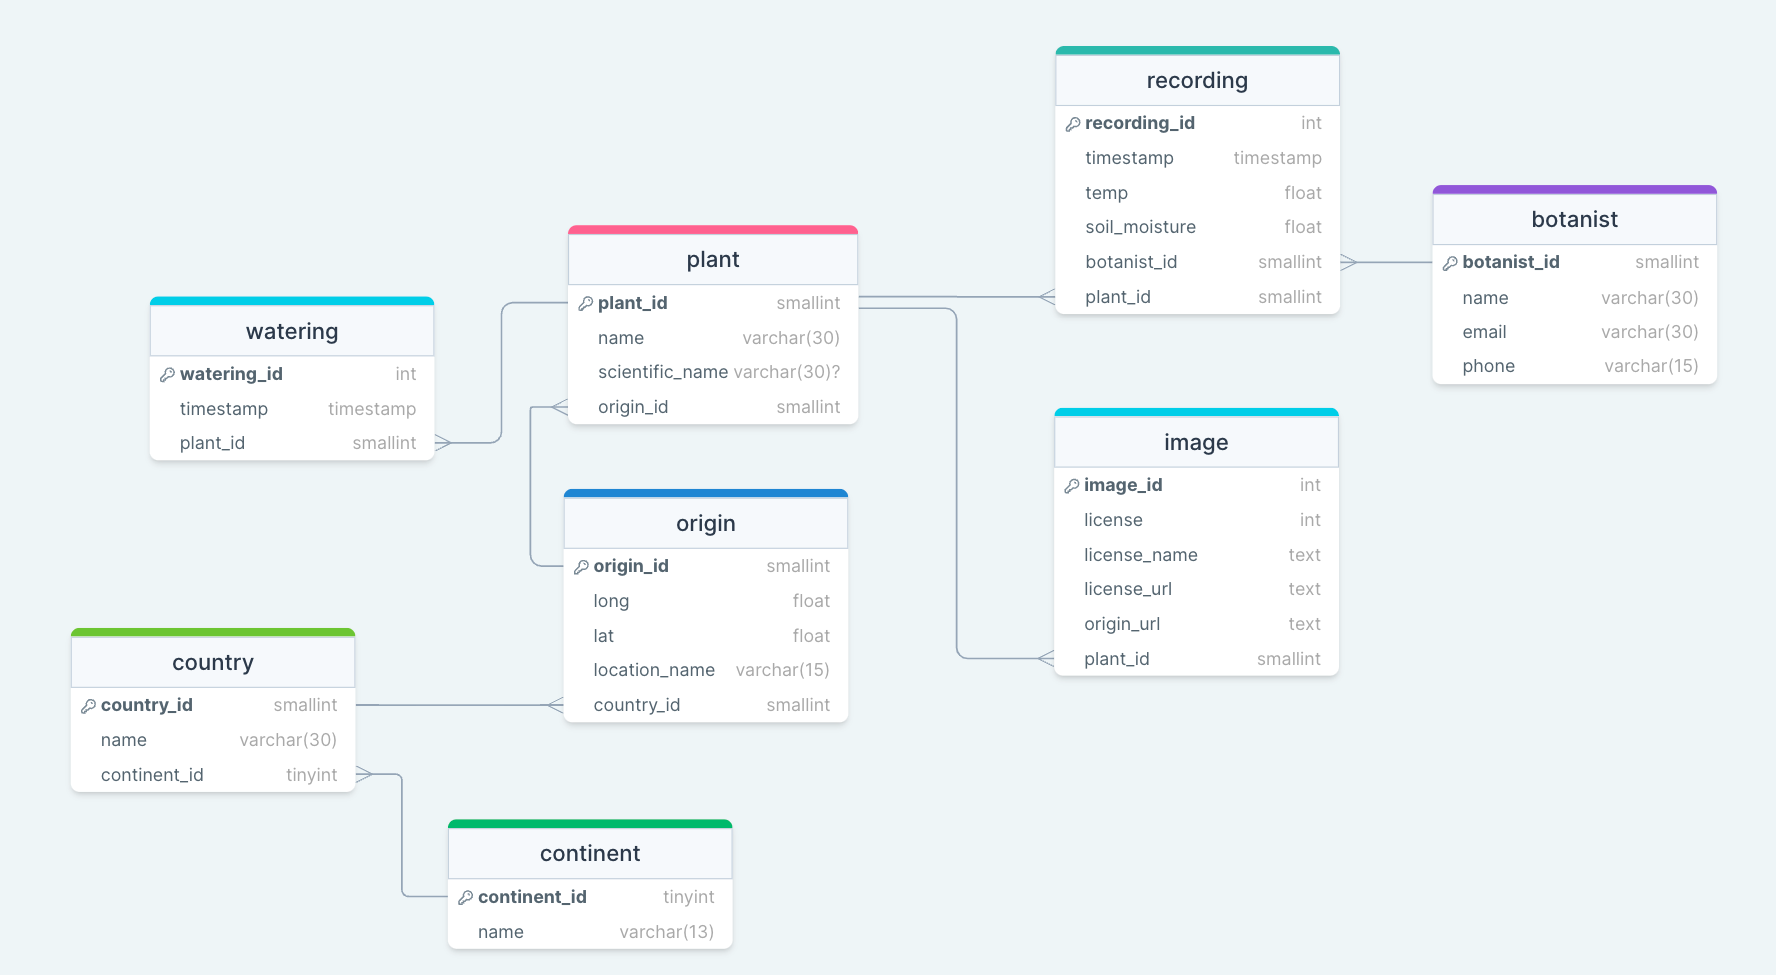 recording
recording_id int
timestamp timestamp
temp float
soil_moisture float
botanist_id smallint
plant_id smallint
botanist
botanist_id smallint
name varchar(30)
email varchar(30)
phone varchar(15)
plant
plant_id smallint
name varchar(30)
scientific_name varchar(30)?
origin_id smallint
watering
watering_id int
timestamp timestamp
plant_id smallint
image
image_id int
license int
license_name text
license_url text
origin_url text
plant_id smallint
origin
origin_id smallint
long float
lat float
location_name varchar(15)
country_id smallint
country
country_id smallint
name varchar(30)
continent_id tinyint
continent
continent_id tinyint
name varchar(13)